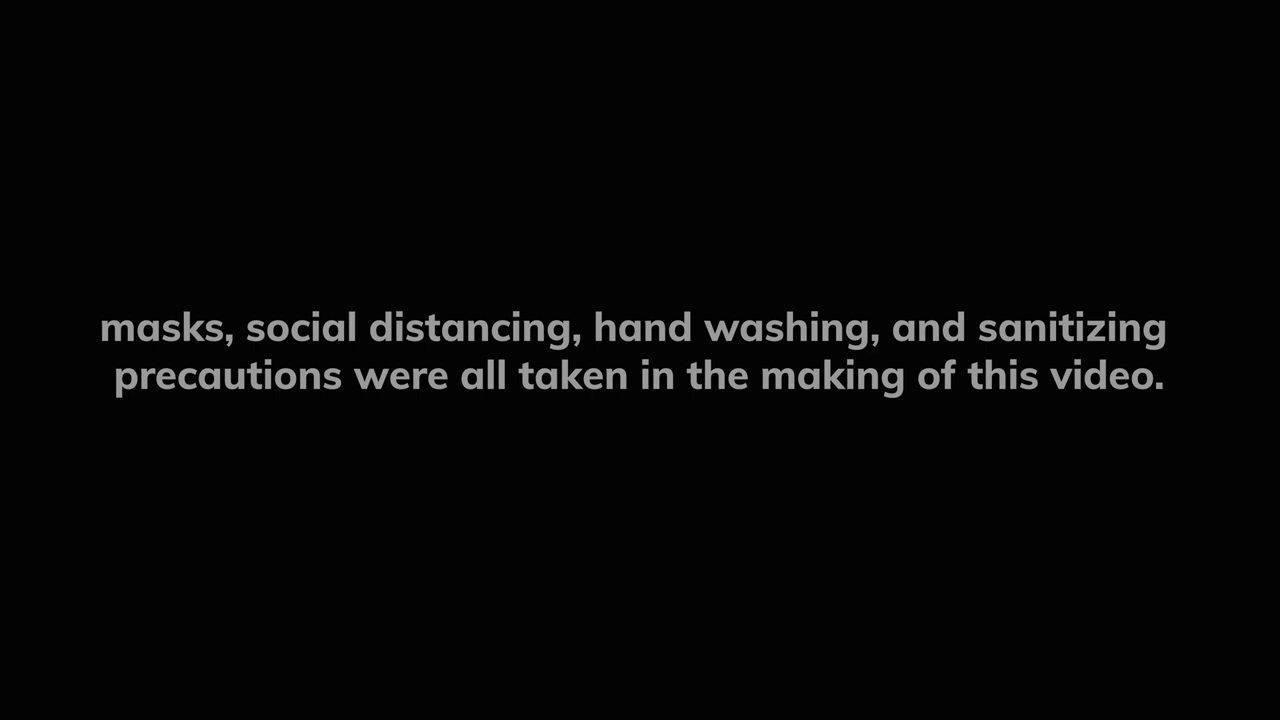 masks, social distancing, hand washing, and sanitizing
precautions were all taken in the making of this video.